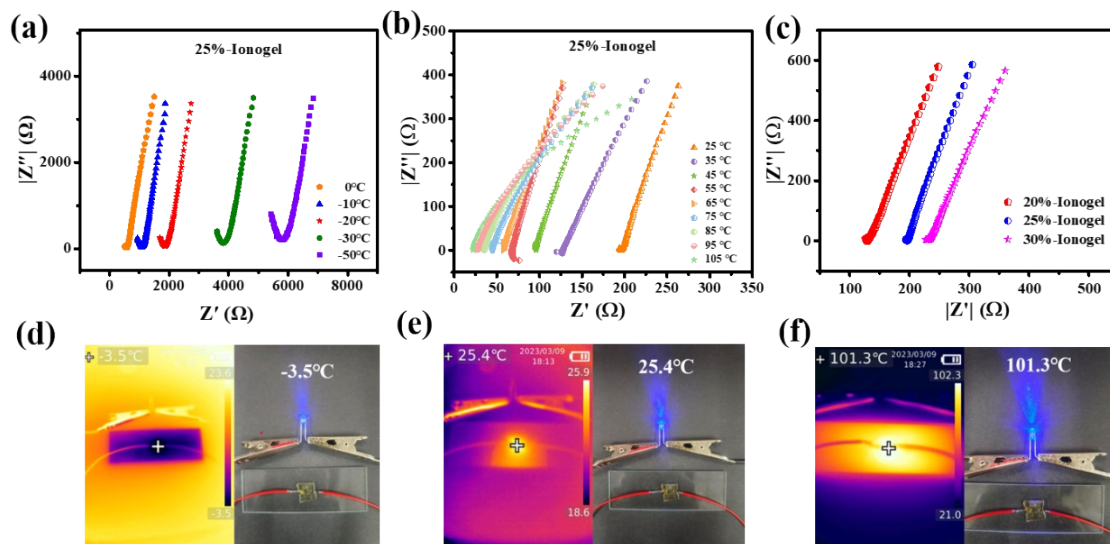 (a)
25%-Ionogel
5000
4000
2000
0
|Z″| (Ω)
0 2000 4000 6000 8000
Z′ (Ω)
0°C
-10°C
-20°C
-30°C
-50°C
(b)
25%-Ionogel
500
400
300
200
100
0
|Z″| (Ω)
0 50 100 150 200 250 300 350
Z′ (Ω)
25 °C
35 °C
45 °C
55 °C
65 °C
75 °C
85 °C
95 °C
105 °C
(c)
600
400
200
0
|Z″| (Ω)
100 200 300 400 500
|Z′| (Ω)
20%-Ionogel
25%-Ionogel
30%-Ionogel
(d)
-3.5°C
23.6
-3.5
-3.5°C
(e)
25.4°C
2023/03/09
18:13
25.9
18.6
25.4°C
(f)
101.3°C
2023/03/09
18:27
102.3
21.0
101.3°C